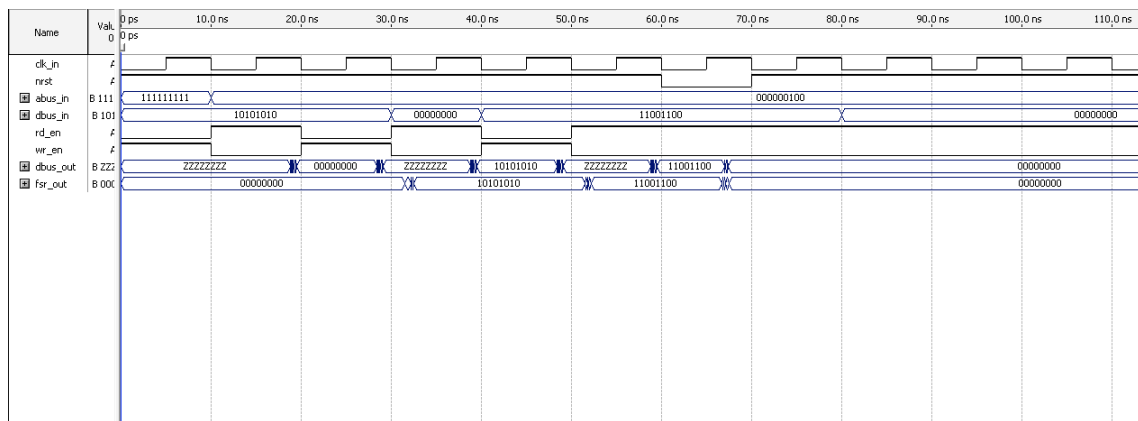 Name Valu 0 ps 10.0 ns 20.0 ns 30.0 ns 40.0 ns 50.0 ns 60.0 ns 70.0 ns 80.0 ns 90.0 ns 100.0 ns 110.0 ns
0 0 ps
clk_in
nrst
abus_in B 111 111111111 000000100
dbus_in B 101 10101010 00000000 11001100 00000000
rd_en
wr_en
dbus_out B ZZZ ZZZZZZZZ 00000000 ZZZZZZZZ 10101010 ZZZZZZZZ 11001100 00000000
fsr_out B 000 00000000 10101010 11001100 00000000